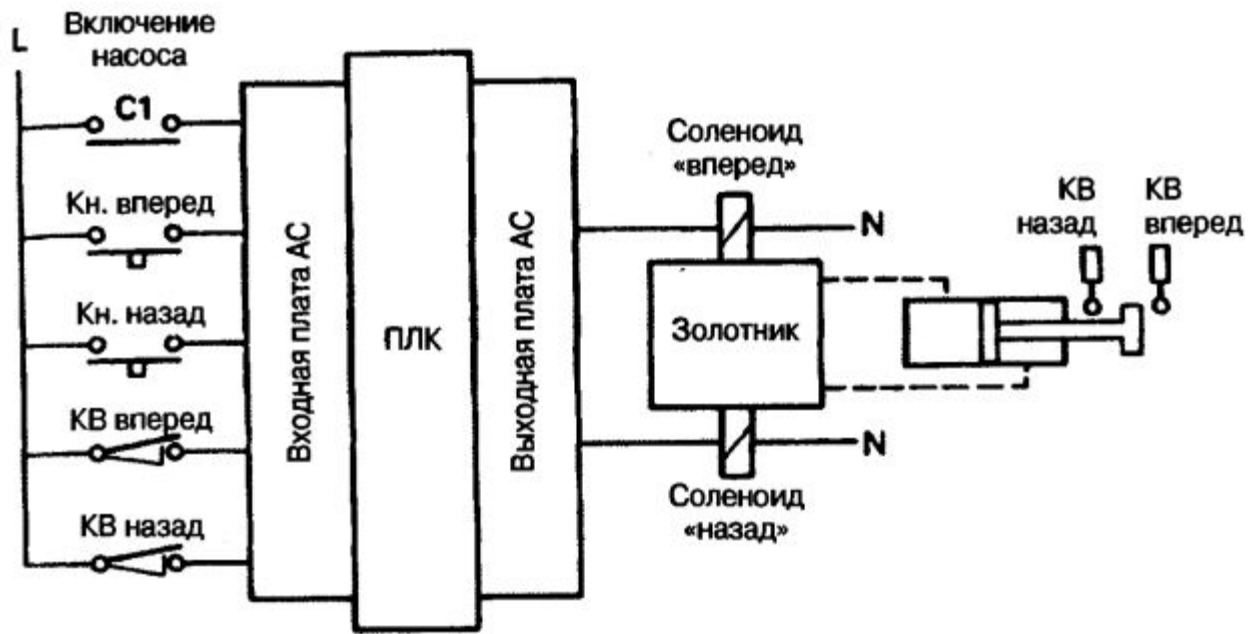 L
Включение
насоса
C1
Кн. вперед
Кн. назад
КВ вперед
КВ назад
Входная плата АС
ПЛК
Выходная плата АС
Соленоид
«вперед»
N
Золотник
N
Соленоид
«назад»
КВ
назад
КВ
вперед